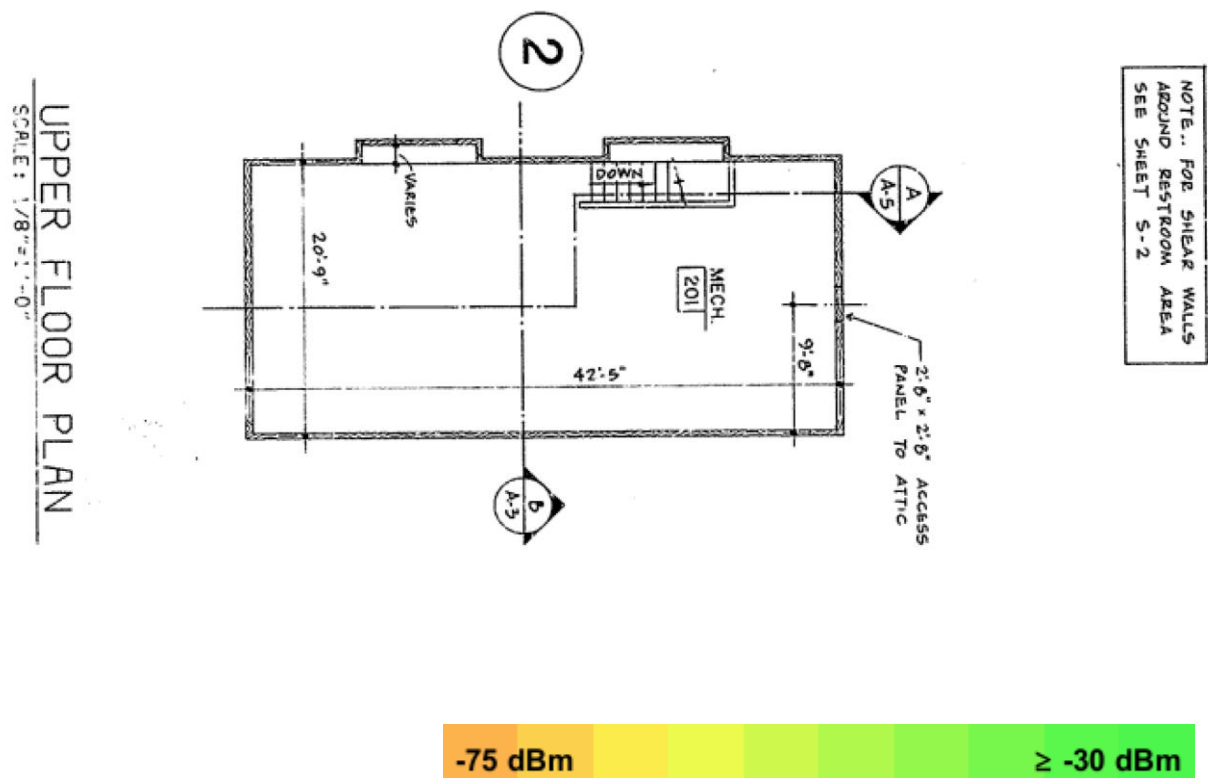 2
NOTE.. FOR SHEAR WALLS
AROUND RESTROOM AREA
SEE SHEET S-2
UPPER FLOOR PLAN
SCALE: 1/8"=1'-0"
VARIES
DOWN
A
A-5
20'-9"
MECH.
201
9'-8"
42'-5"
2'-8" x 2'-8" ACCESS
PANEL TO ATTIC
B
A-3
-75 dBm
≥ -30 dBm